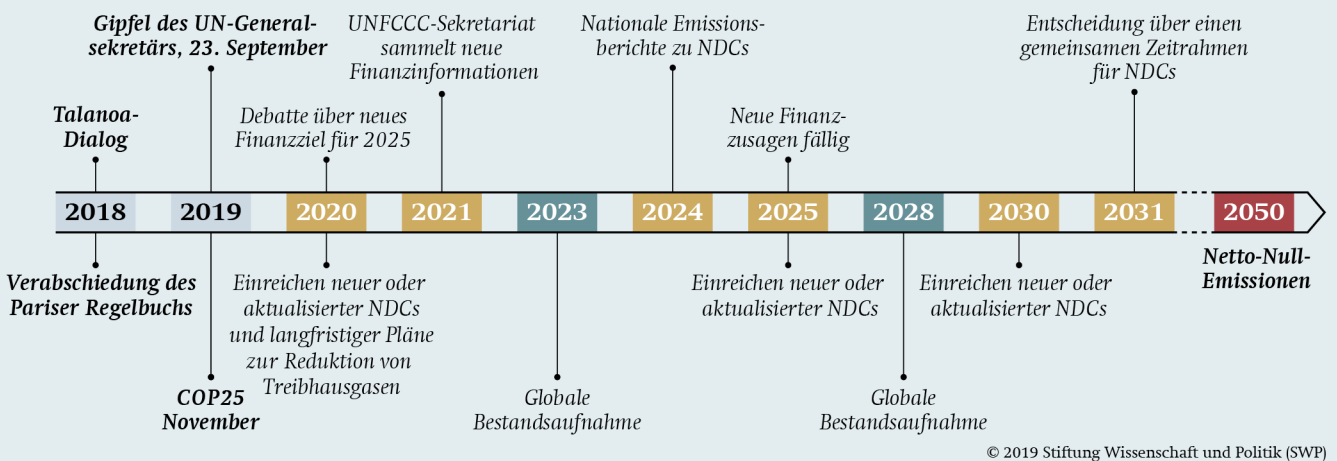 Gipfel des UN-General-
sekretärs, 23. September
UNFCCC-Sekretariat
sammelt neue
Finanzinformationen
Nationale Emissions-
berichte zu NDCs
Entscheidung über einen
gemeinsamen Zeitrahmen
für NDCs
Talanoa-
Dialog
Debatte über neues
Finanzziel für 2025
Neue Finanz-
zusagen fällig
2018 2019 2020 2021 2023 2024 2025 2028 2030 2031 2050
Verabschiedung des
Pariser Regelbuchs
Einreichen neuer oder
aktualisierter NDCs
und langfristiger Pläne
zur Reduktion von
Treibhausgasen
Einreichen neuer oder
aktualisierter NDCs
Einreichen neuer oder
aktualisierter NDCs
Netto-Null-
Emissionen
COP25
November
Globale
Bestandsaufnahme
Globale
Bestandsaufnahme
© 2019 Stiftung Wissenschaft und Politik (SWP)